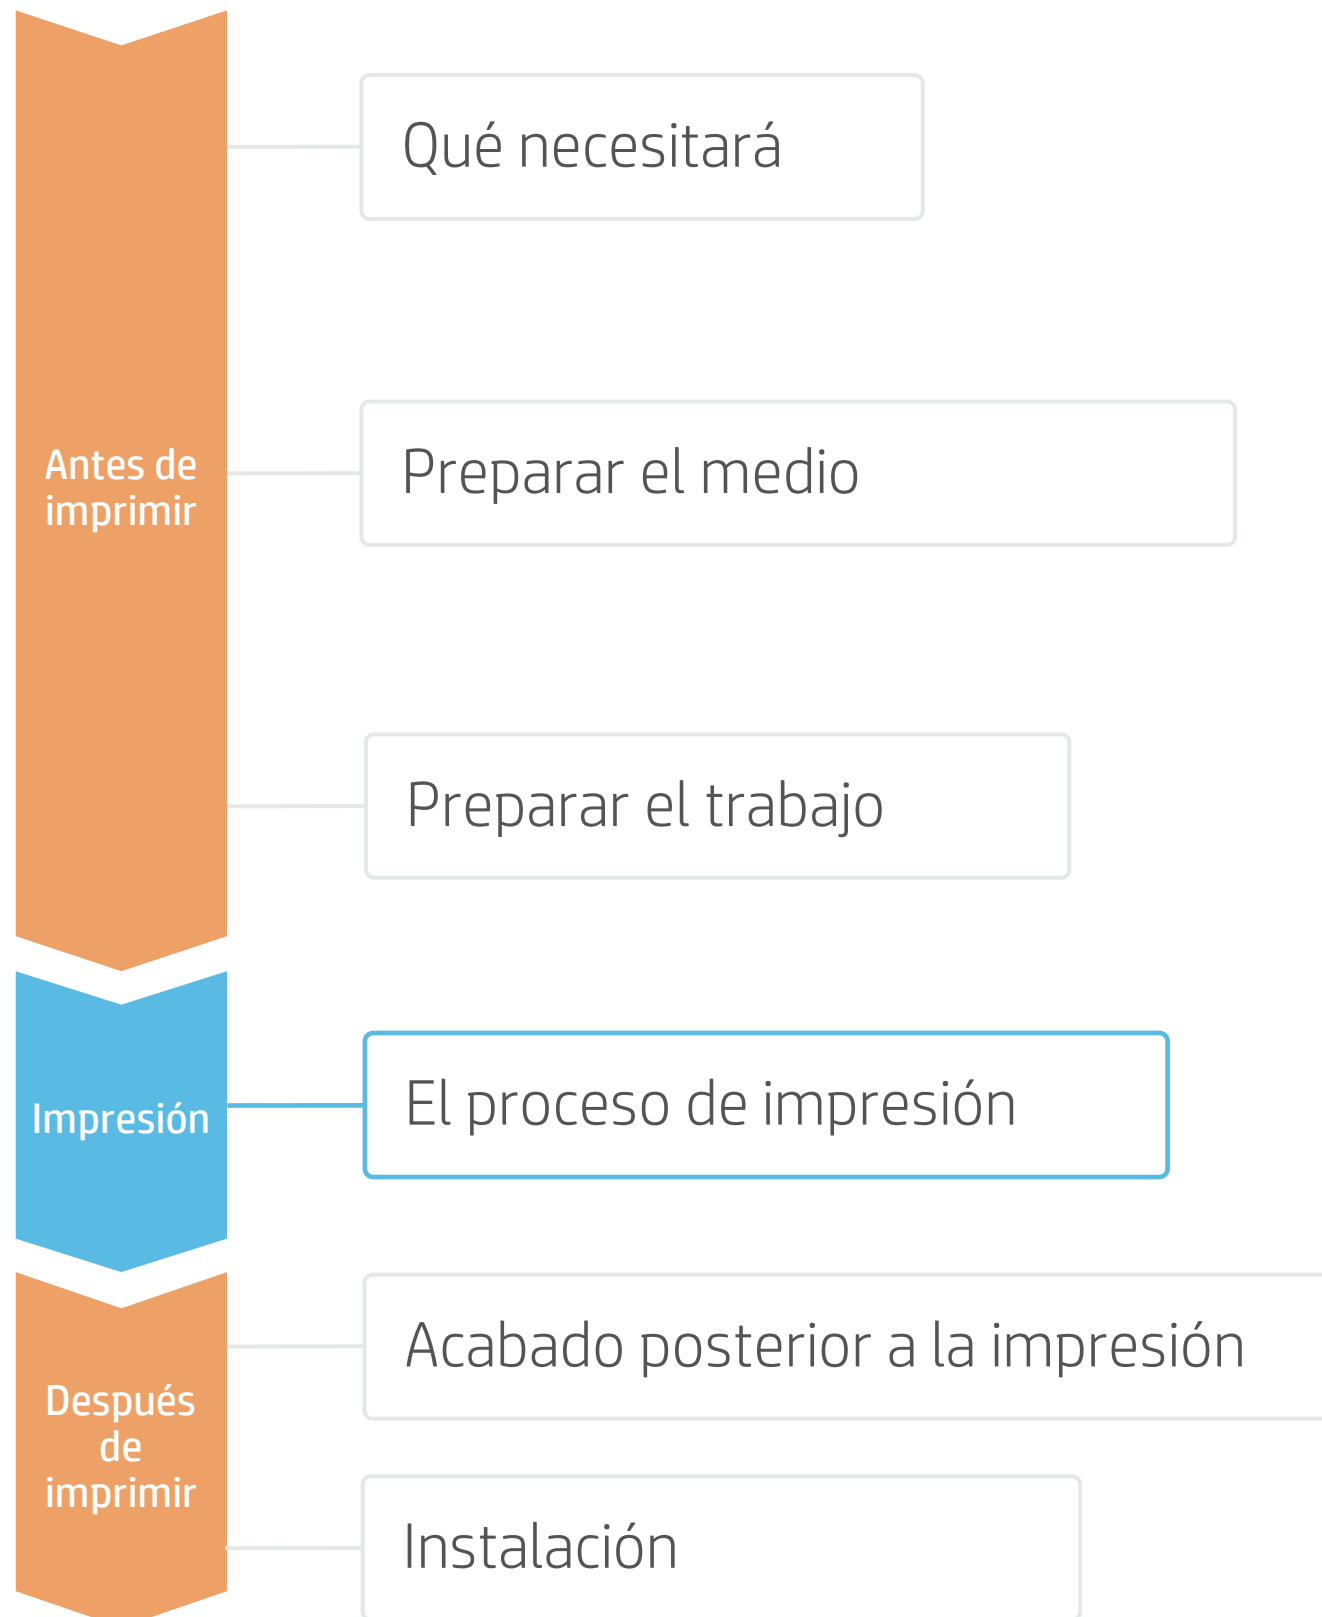 Qué necesitará
Antes de
imprimir
Preparar el medio
Preparar el trabajo
Impresión
El proceso de impresión
Después
de
imprimir
Acabado posterior a la impresión
Instalación